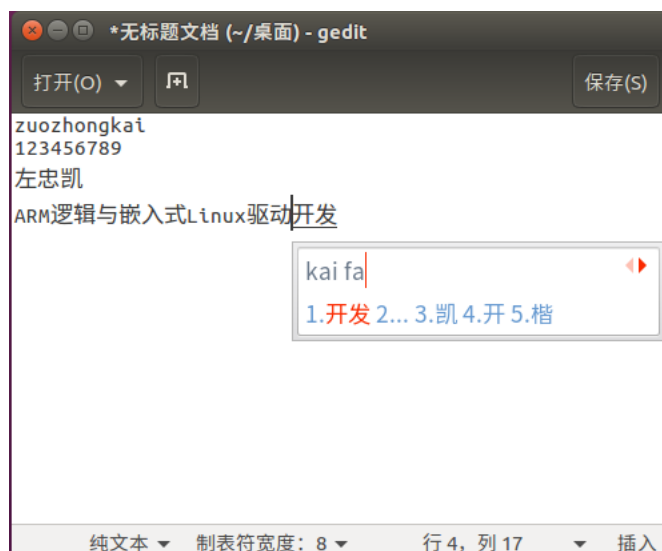 *无标题文档 (~/桌面) - gedit
打开(O)
保存(S)
zuozhongkai
123456789
左忠凯
ARM逻辑与嵌入式Linux驱动开发
kai fa
1.开发 2... 3.凯 4.开 5.楷
纯文本 制表符宽度：8 行 4，列 17 插入